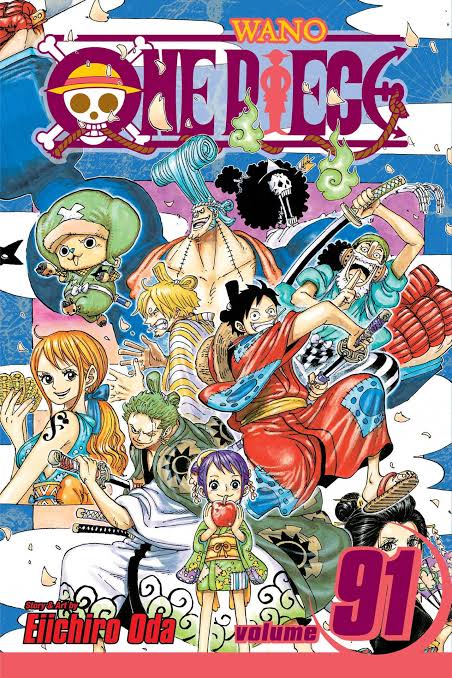 WANO
ONE PIECE
Story & Art by
Eiichiro Oda
volume 91